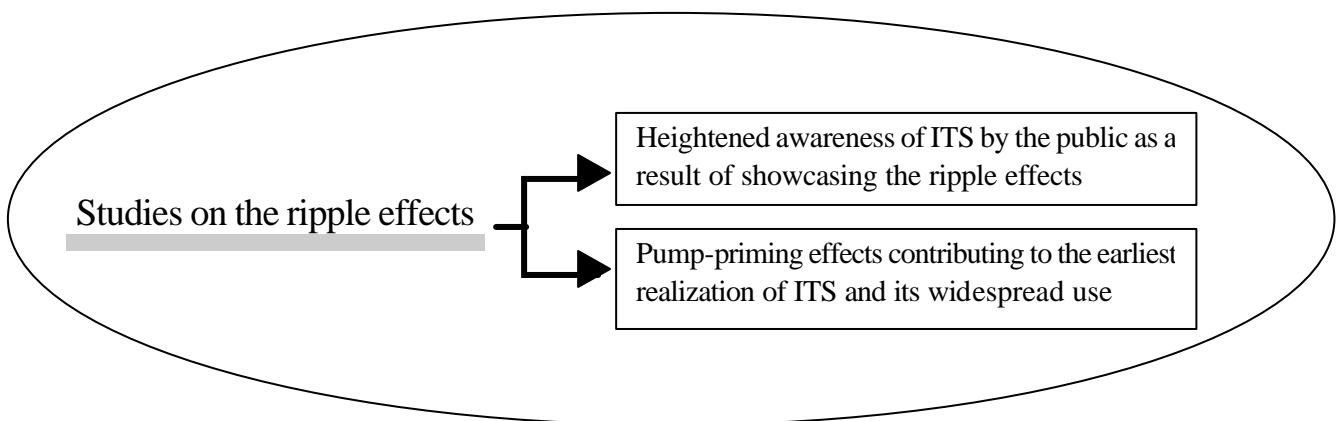 Studies on the ripple effects
Heightened awareness of ITS by the public as a
result of showcasing the ripple effects
Pump-priming effects contributing to the earliest
realization of ITS and its widespread use